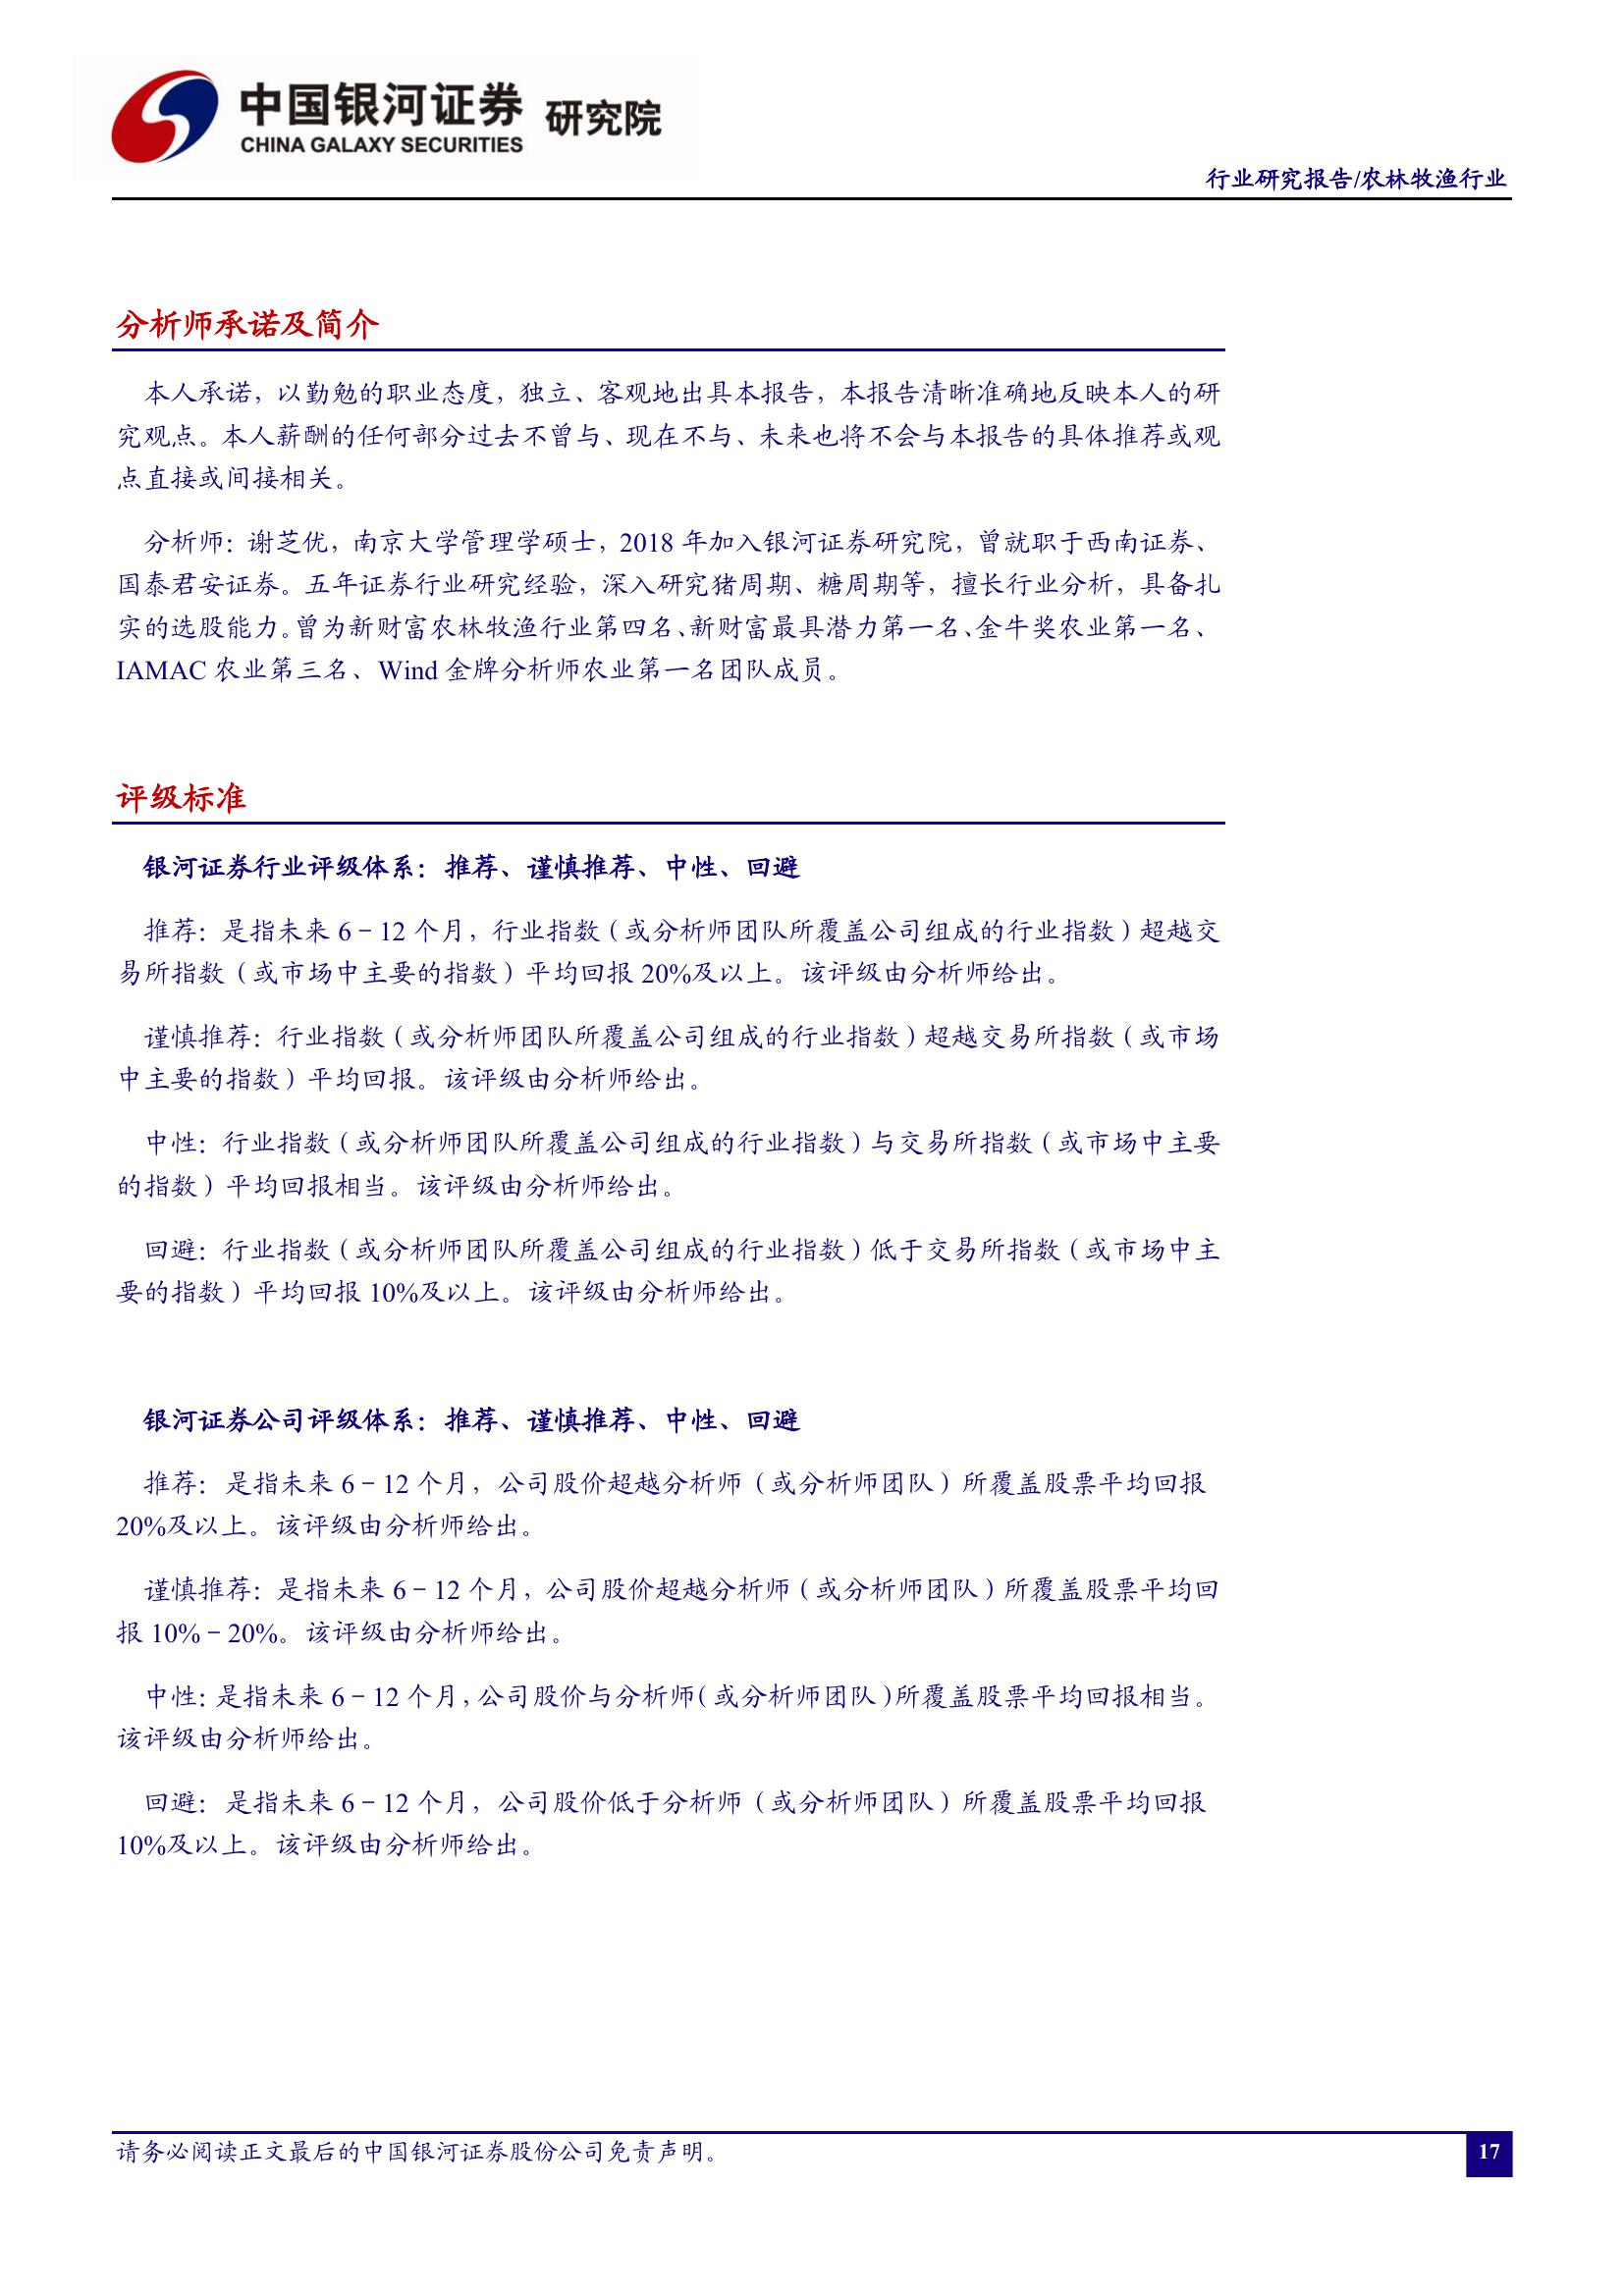 中国银河证券 研究院
CHINA GALAXY SECURITIES
行业研究报告/农林牧渔行业
分析师承诺及简介
本人承诺，以勤勉的职业态度，独立、客观地出具本报告，本报告清晰准确地反映本人的研
究观点。本人薪酬的任何部分过去不曾与、现在不与、未来也将不会与本报告的具体推荐或观
点直接或间接相关。
分析师：谢芝优，南京大学管理学硕士，2018 年加入银河证券研究院，曾就职于西南证券、
国泰君安证券。五年证券行业研究经验，深入研究猪周期、糖周期等，擅长行业分析，具备扎
实的选股能力。曾为新财富农林牧渔行业第四名、新财富最具潜力第一名、金牛奖农业第一名、
IAMAC 农业第三名、Wind 金牌分析师农业第一名团队成员。
评级标准
银河证券行业评级体系：推荐、谨慎推荐、中性、回避
推荐：是指未来 6－12 个月，行业指数（或分析师团队所覆盖公司组成的行业指数）超越交
易所指数（或市场中主要的指数）平均回报 20%及以上。该评级由分析师给出。
谨慎推荐：行业指数（或分析师团队所覆盖公司组成的行业指数）超越交易所指数（或市场
中主要的指数）平均回报。该评级由分析师给出。
中性：行业指数（或分析师团队所覆盖公司组成的行业指数）与交易所指数（或市场中主要
的指数）平均回报相当。该评级由分析师给出。
回避：行业指数（或分析师团队所覆盖公司组成的行业指数）低于交易所指数（或市场中主
要的指数）平均回报 10%及以上。该评级由分析师给出。
银河证券公司评级体系：推荐、谨慎推荐、中性、回避
推荐：是指未来 6－12 个月，公司股价超越分析师（或分析师团队）所覆盖股票平均回报
20%及以上。该评级由分析师给出。
谨慎推荐：是指未来 6－12 个月，公司股价超越分析师（或分析师团队）所覆盖股票平均回
报 10%－20%。该评级由分析师给出。
中性：是指未来 6－12 个月，公司股价与分析师（或分析师团队）所覆盖股票平均回报相当。
该评级由分析师给出。
回避：是指未来 6－12 个月，公司股价低于分析师（或分析师团队）所覆盖股票平均回报
10%及以上。该评级由分析师给出。
请务必阅读正文最后的中国银河证券股份公司免责声明。
17